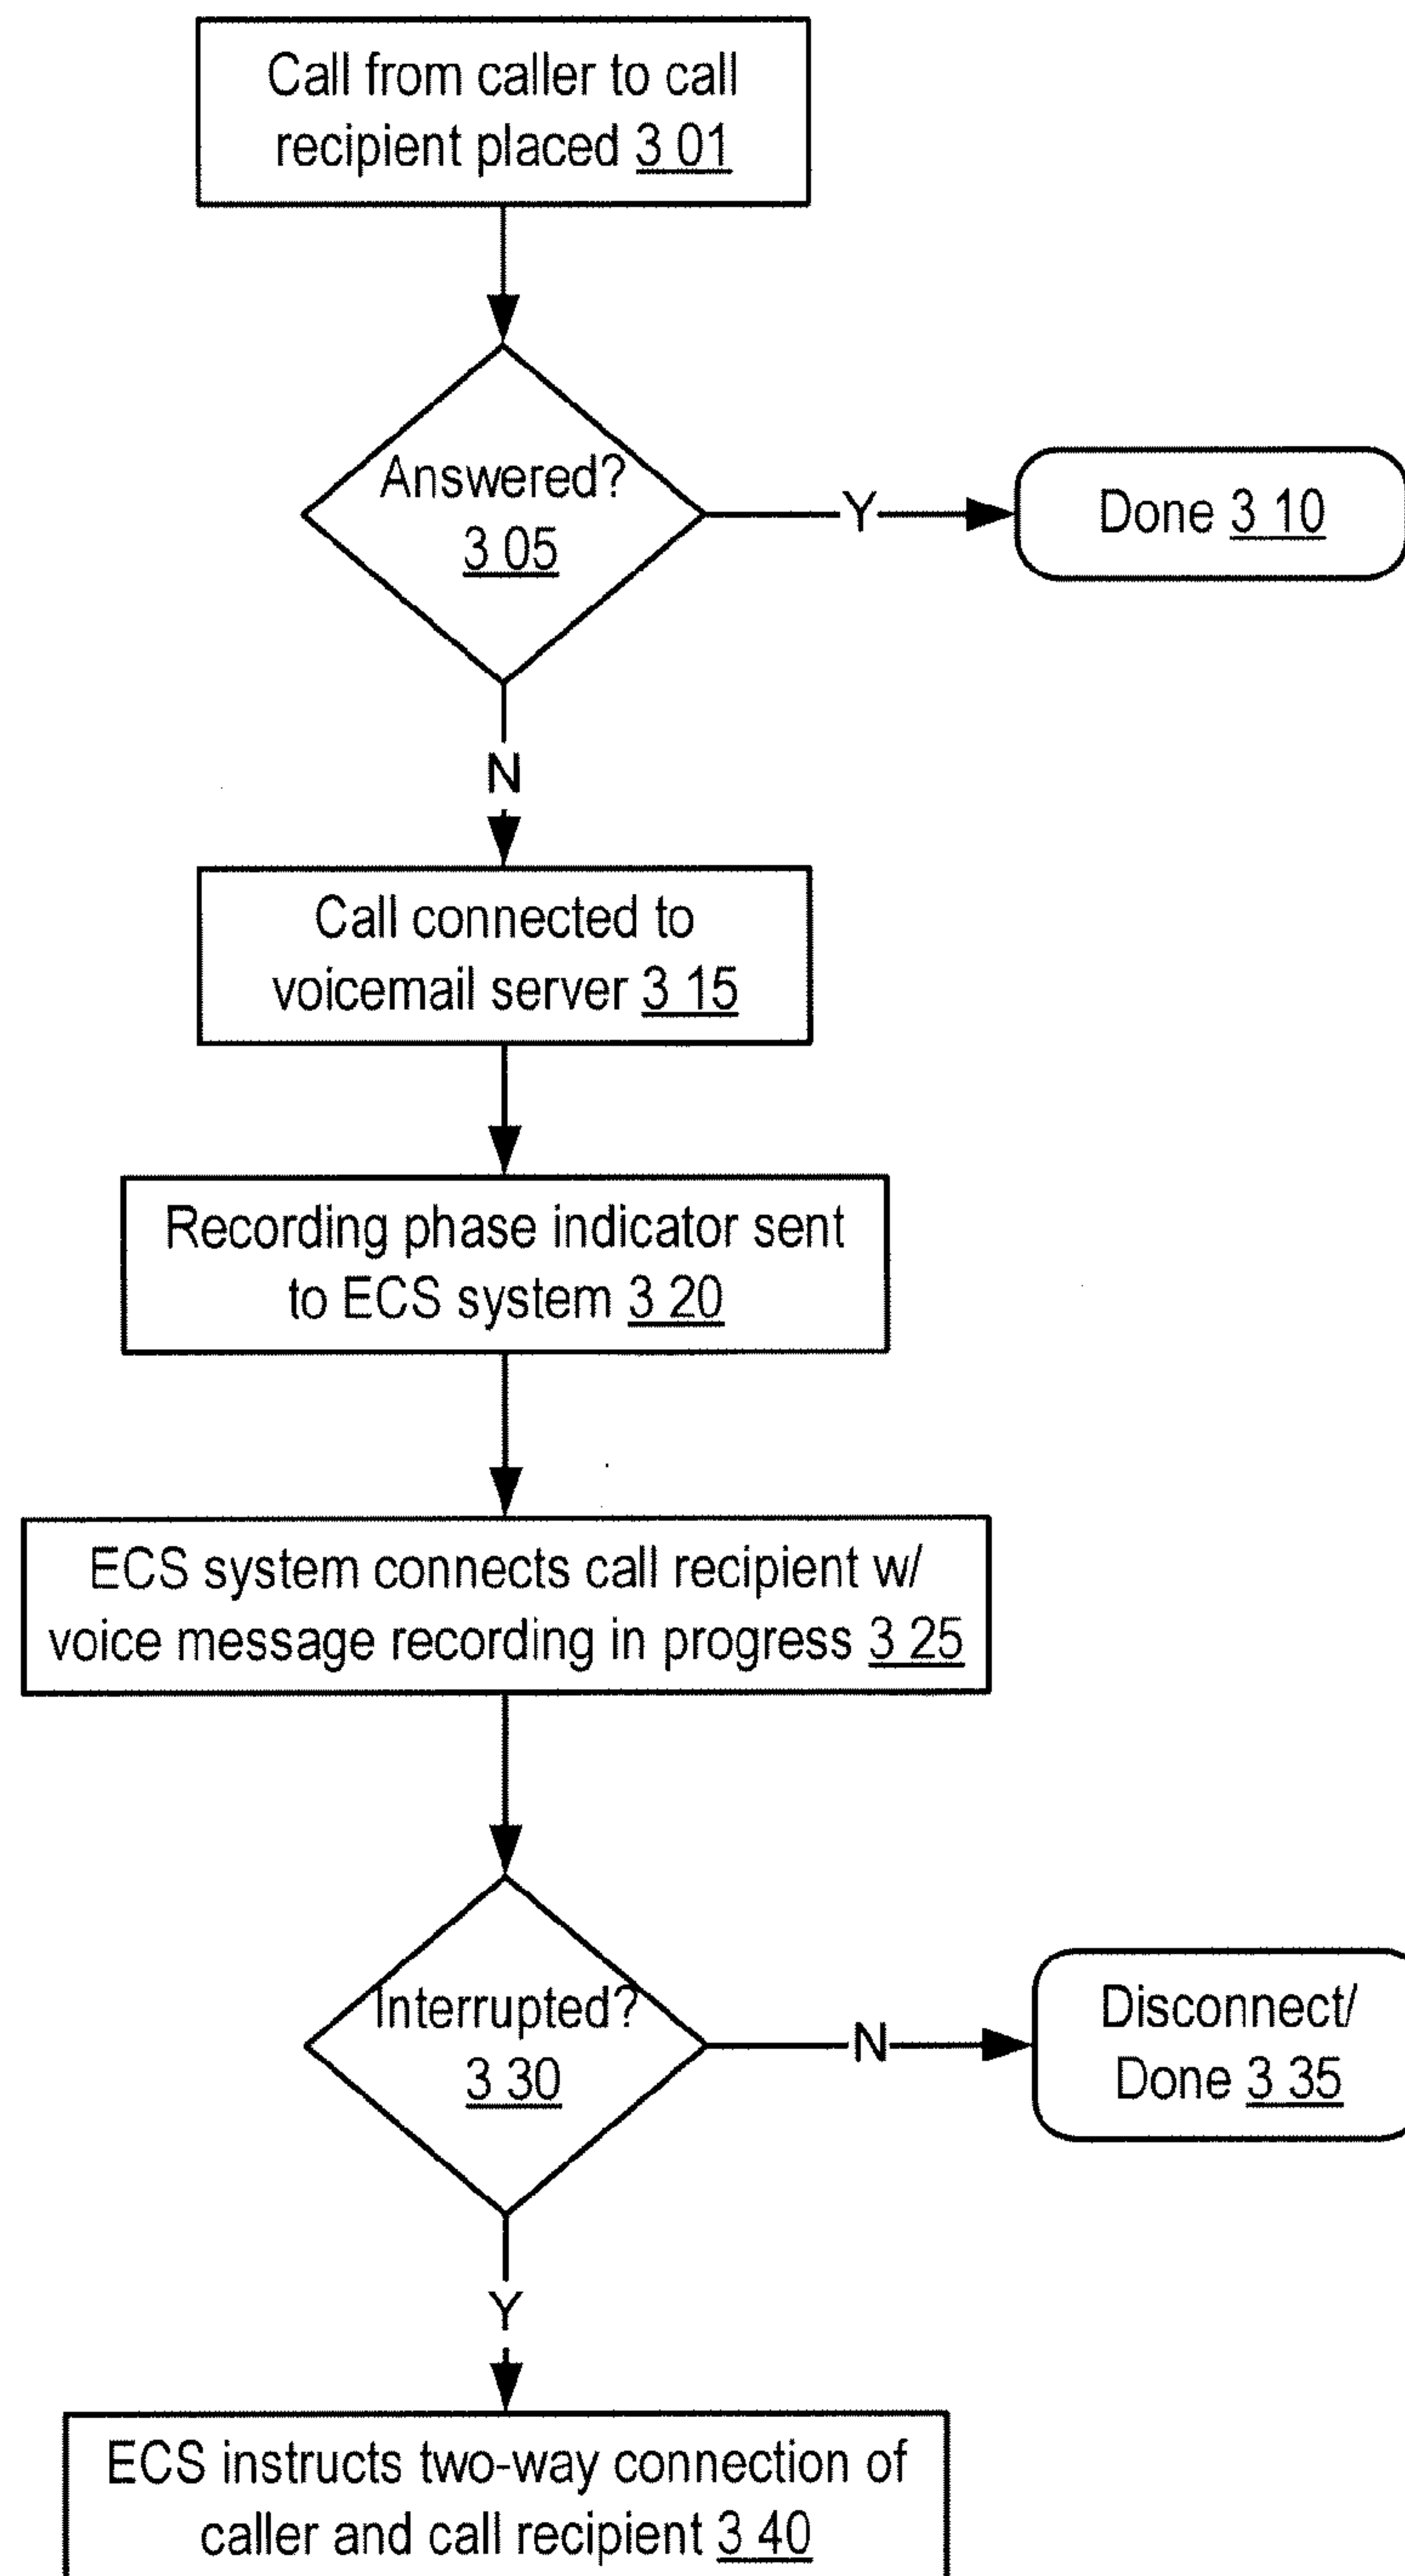 Call from caller to call
recipient placed 3 01
Answered?
3 05
Y
Done 3 10
N
Call connected to
voicemail server 3 15
Recording phase indicator sent
to ECS system 3 20
ECS system connects call recipient w/
voice message recording in progress 3 25
Interrupted?
3 30
N
Disconnect/
Done 3 35
Y
ECS instructs two-way connection of
caller and call recipient 3 40